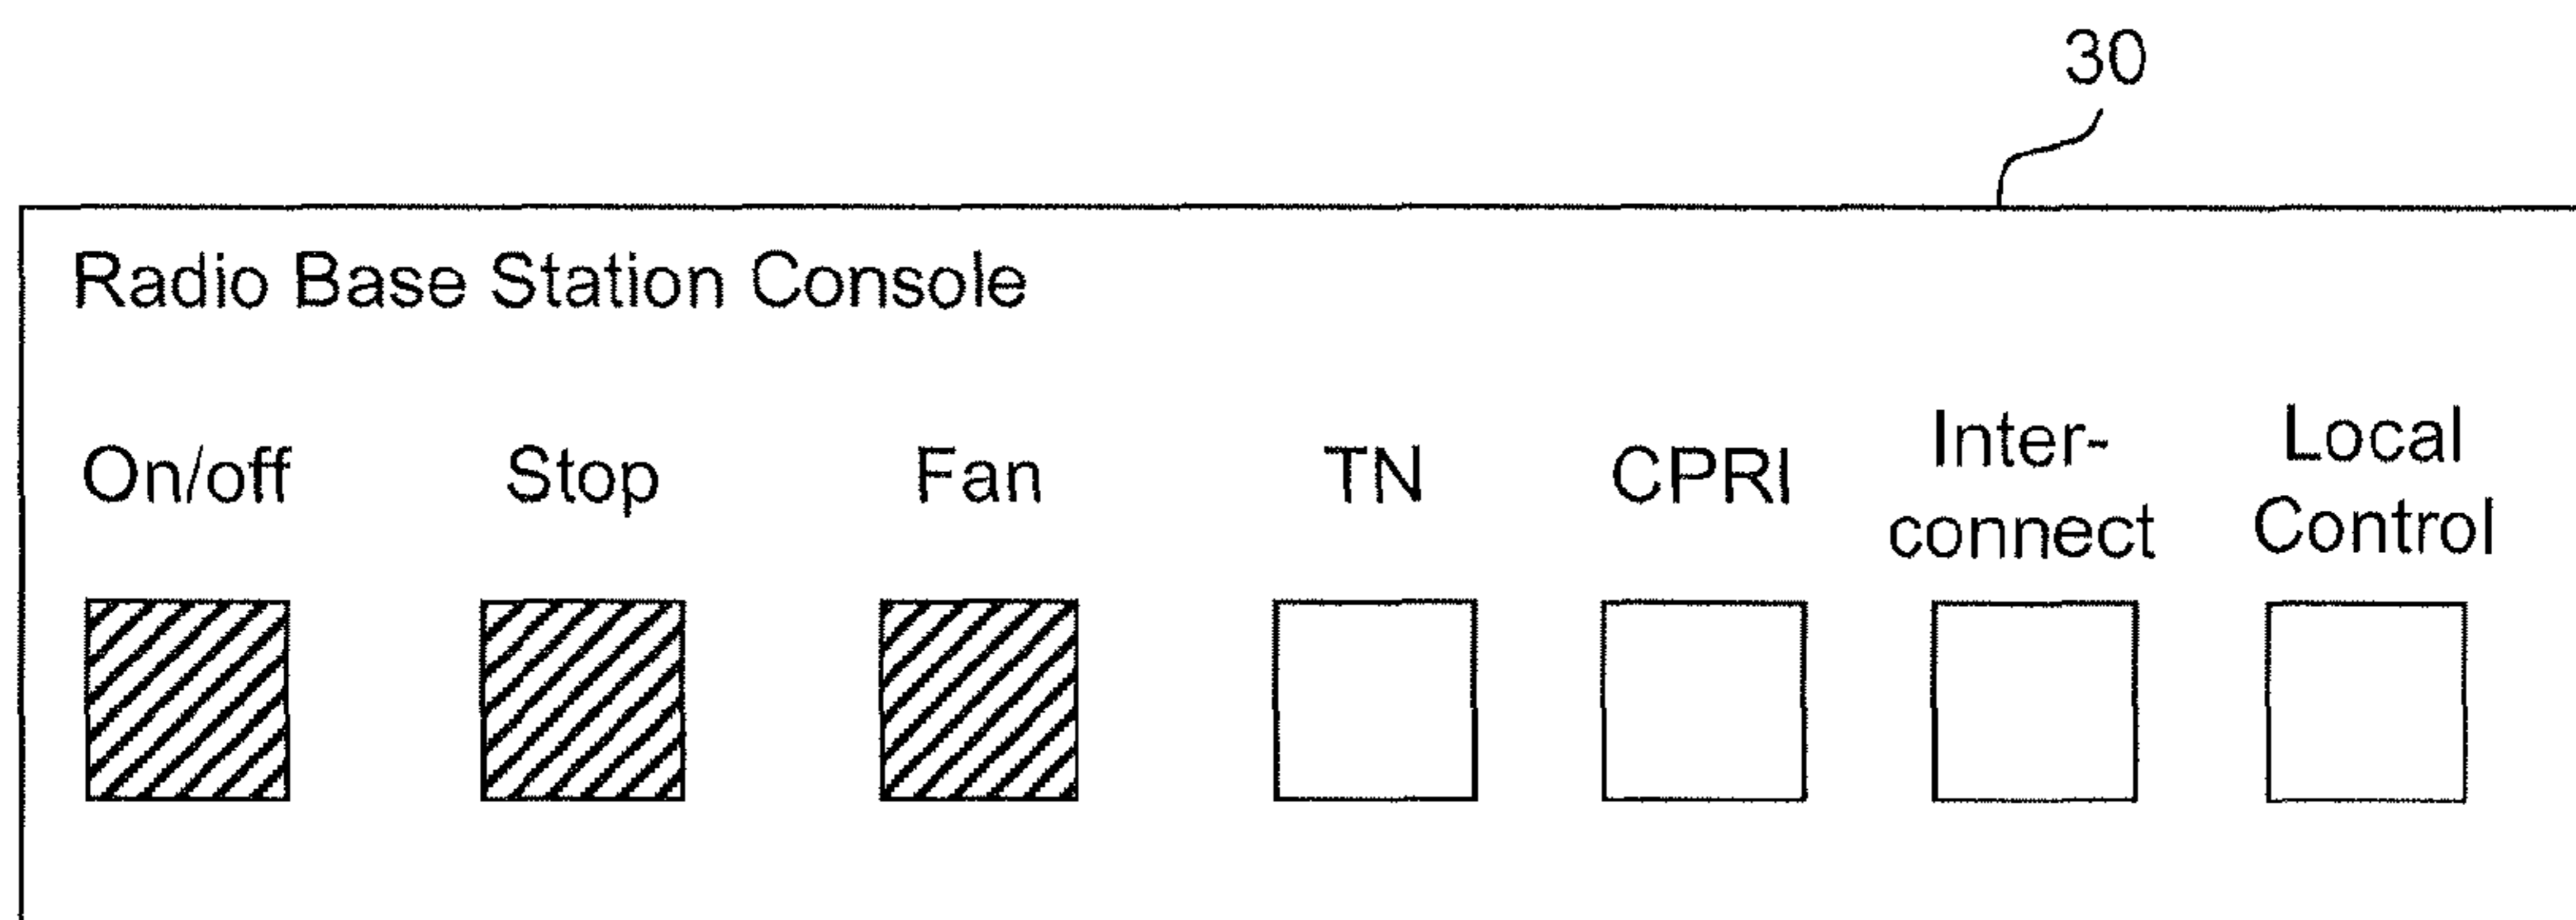 30
Radio Base Station Console
On/off Stop Fan TN CPRI Inter-
connect Local
Control